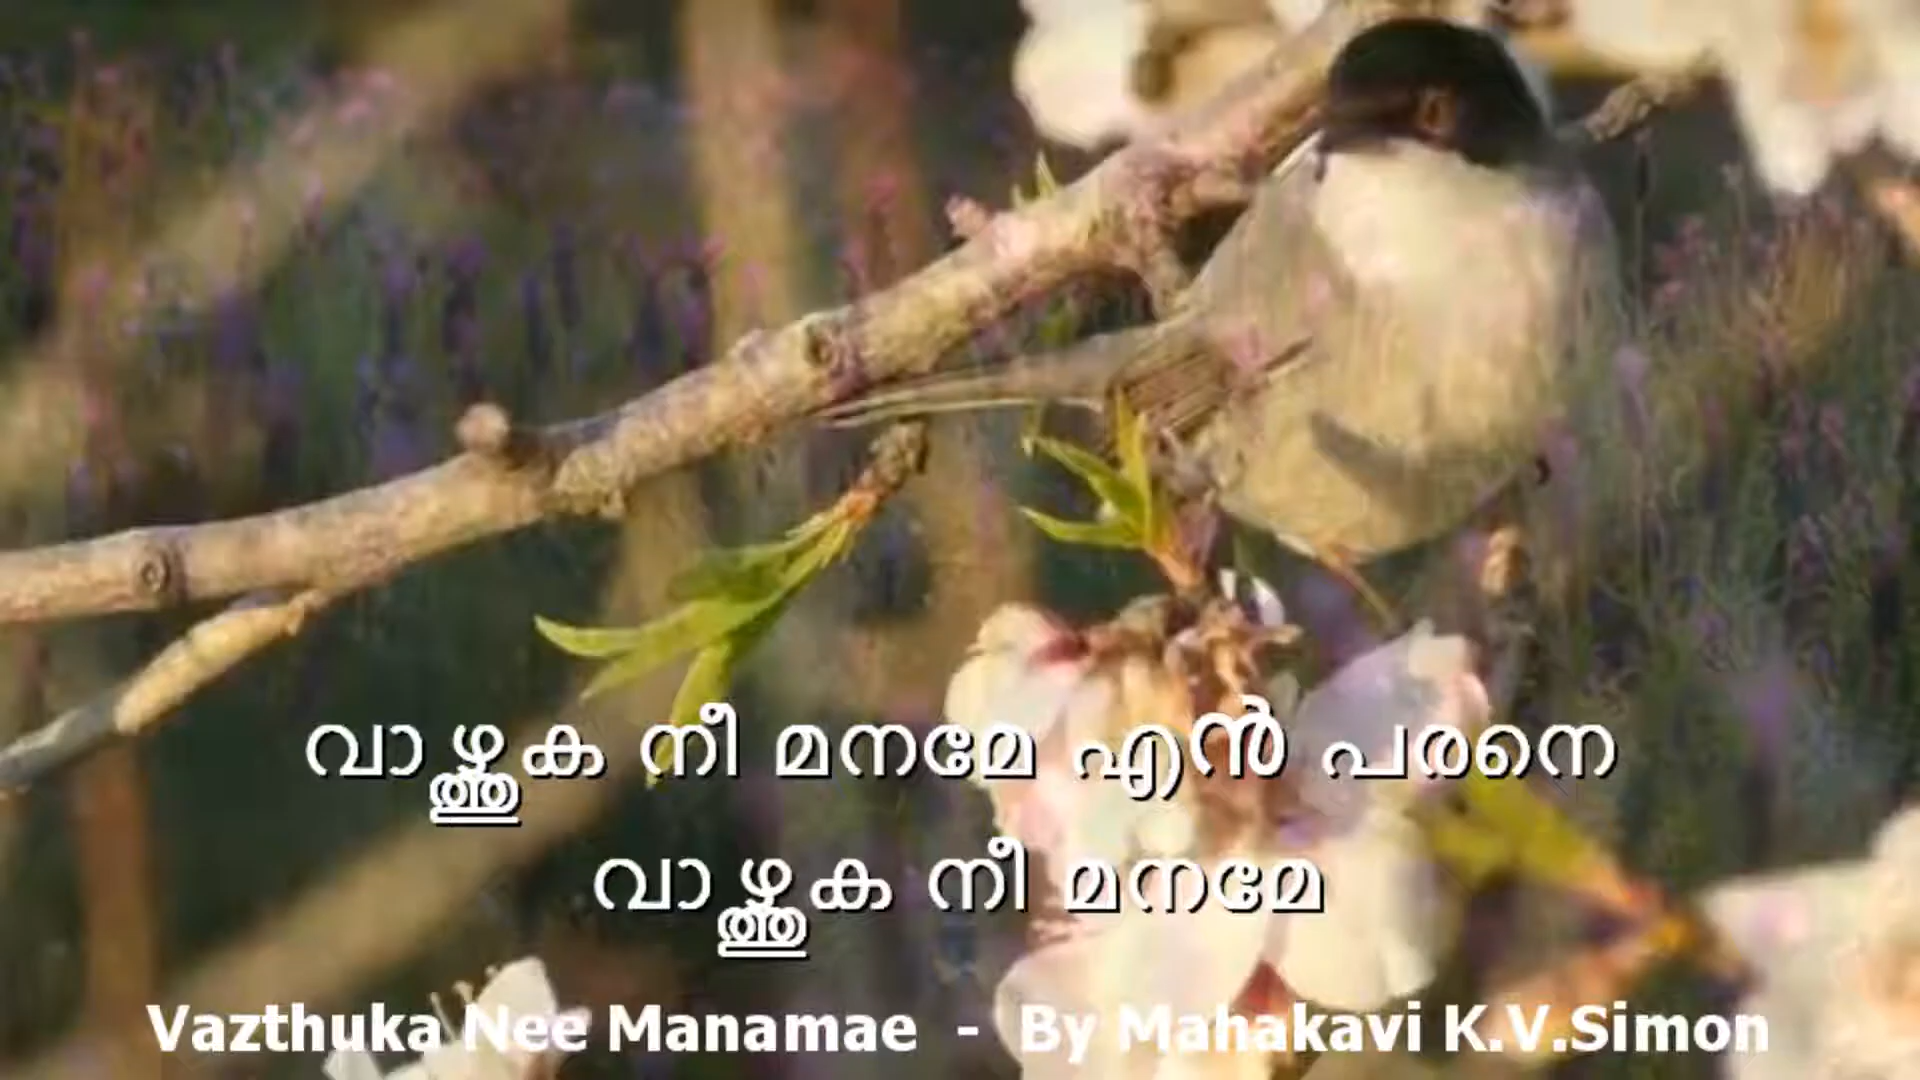 വാഴ്ത്തുക നീ മനമേ എൻ പരനെ
വാഴ്ത്തുക നീ മനമേ
Vazthuka Nee Manamae - By Mahakavi K.V.Simon